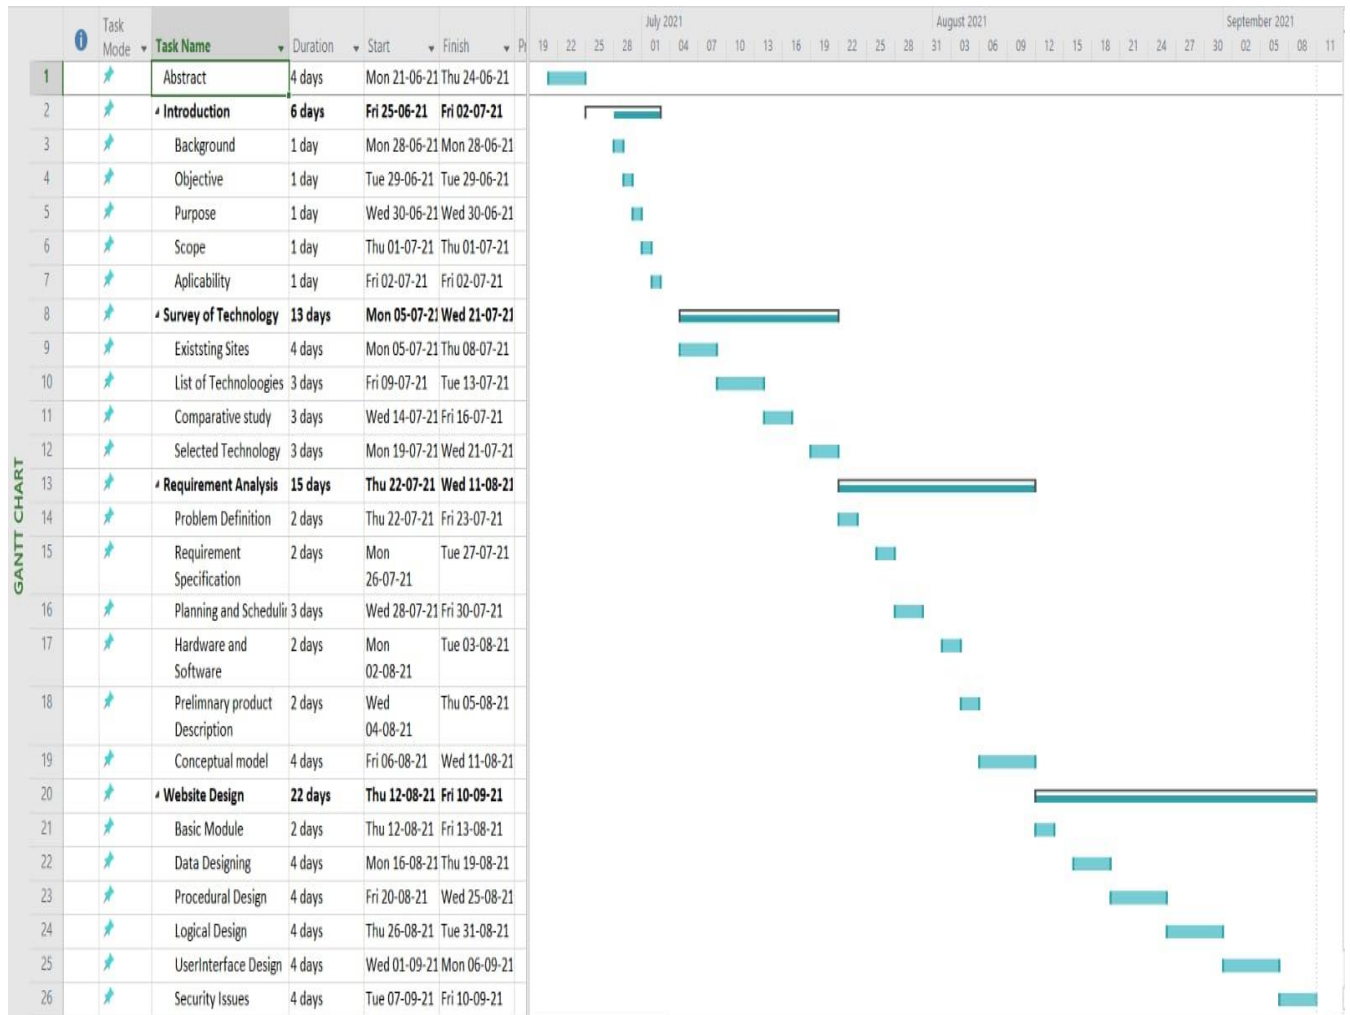 July 2021 August 2021 September 2021
Task Mode Task Name Duration Start Finish
19 22 25 28 01 04 07 10 13 16 19 22 25 28 31 03 06 09 12 15 18 21 24 27 30 02 05 08 11
1 Abstract 4 days Mon 21-06-21 Thu 24-06-21
2 Introduction 6 days Fri 25-06-21 Fri 02-07-21
3 Background 1 day Mon 28-06-21 Mon 28-06-21
4 Objective 1 day Tue 29-06-21 Tue 29-06-21
5 Purpose 1 day Wed 30-06-21 Wed 30-06-21
6 Scope 1 day Thu 01-07-21 Thu 01-07-21
7 Aplicability 1 day Fri 02-07-21 Fri 02-07-21
8 Survey of Technology 13 days Mon 05-07-21 Wed 21-07-21
9 Existsting Sites 4 days Mon 05-07-21 Thu 08-07-21
10 List of Technoloogies 3 days Fri 09-07-21 Tue 13-07-21
11 Comparative study 3 days Wed 14-07-21 Fri 16-07-21
12 Selected Technology 3 days Mon 19-07-21 Wed 21-07-21
13 Requirement Analysis 15 days Thu 22-07-21 Wed 11-08-21
14 Problem Definition 2 days Thu 22-07-21 Fri 23-07-21
15 Requirement 2 days Mon Tue 27-07-21
Specification 26-07-21
16 Planning and Schedulin 3 days Wed 28-07-21 Fri 30-07-21
17 Hardware and 2 days Mon Tue 03-08-21
Software 02-08-21
18 Prelimnary product 2 days Wed Thu 05-08-21
Description 04-08-21
19 Conceptual model 4 days Fri 06-08-21 Wed 11-08-21
20 Website Design 22 days Thu 12-08-21 Fri 10-09-21
21 Basic Module 2 days Thu 12-08-21 Fri 13-08-21
22 Data Designing 4 days Mon 16-08-21 Thu 19-08-21
23 Procedural Design 4 days Fri 20-08-21 Wed 25-08-21
24 Logical Design 4 days Thu 26-08-21 Tue 31-08-21
25 UserInterface Design 4 days Wed 01-09-21 Mon 06-09-21
26 Security Issues 4 days Tue 07-09-21 Fri 10-09-21
GANTT CHART